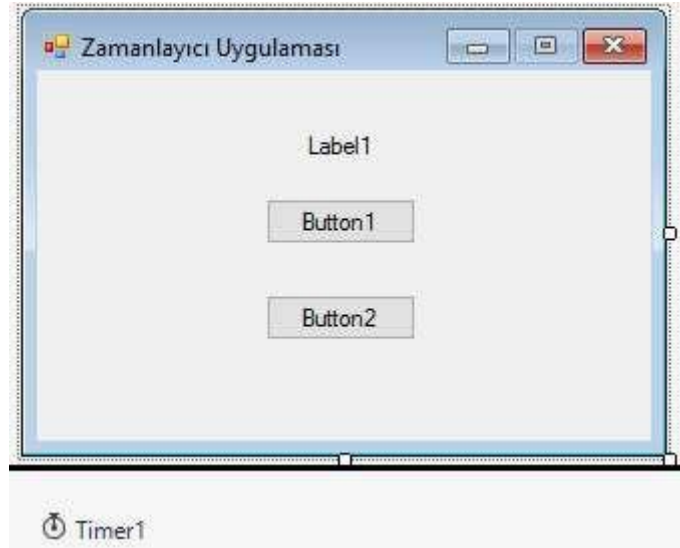 Zamanlayıcı Uygulaması
Label1
Button1
Button2
Timer1